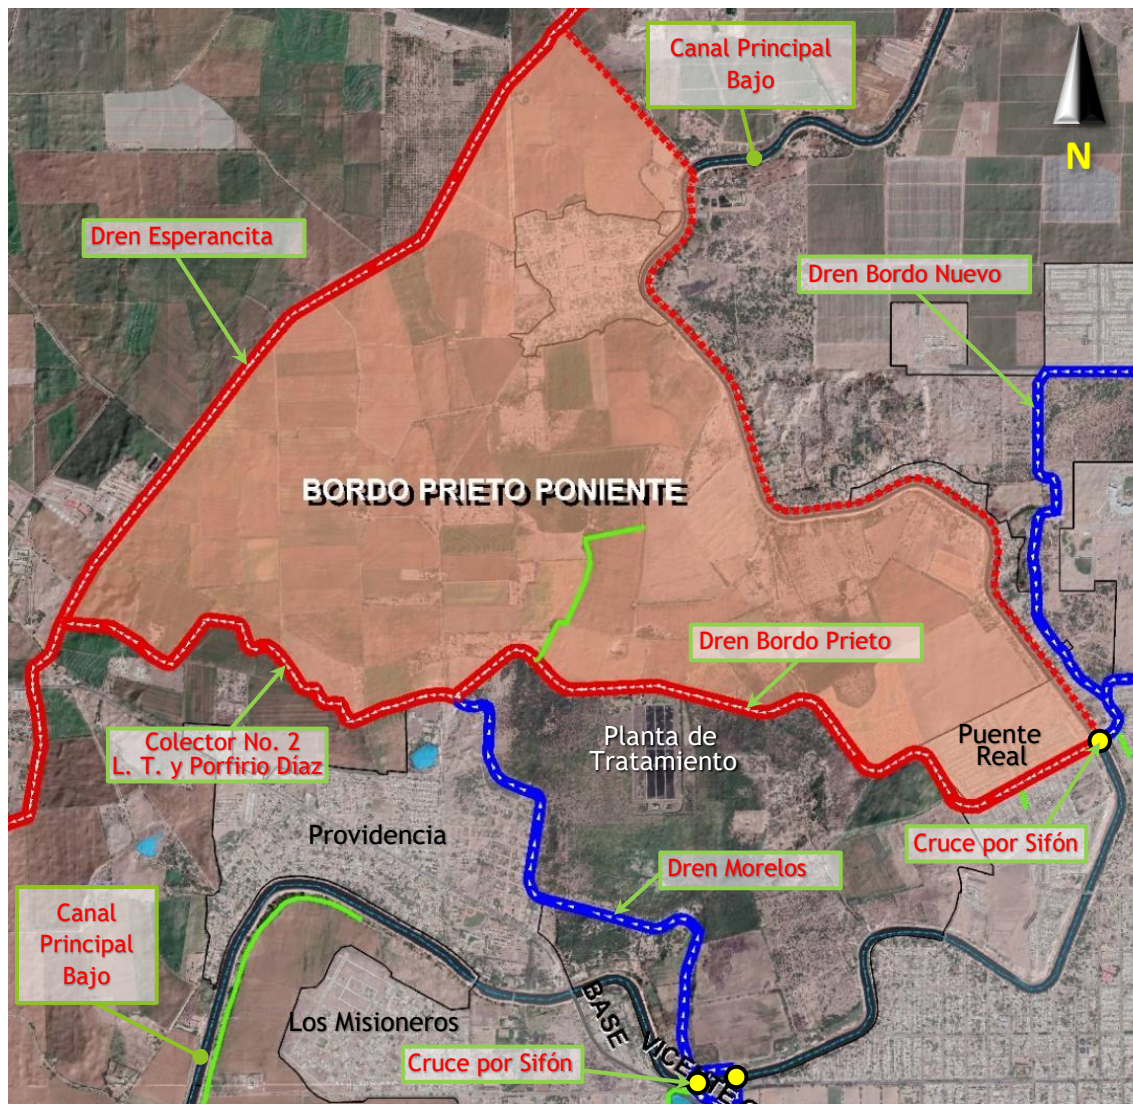 Canal Principal
Bajo
N
Dren Esperancita
Dren Bordo Nuevo
BORDO PRIETO PONIENTE
Dren Bordo Prieto
Colector No. 2
L. T. y Porfirio Díaz
Planta de
Tratamiento
Puente
Real
Providencia
Cruce por Sifón
Dren Morelos
Canal
Principal
Bajo
Los Misioneros
BASE
Cruce por Sifón